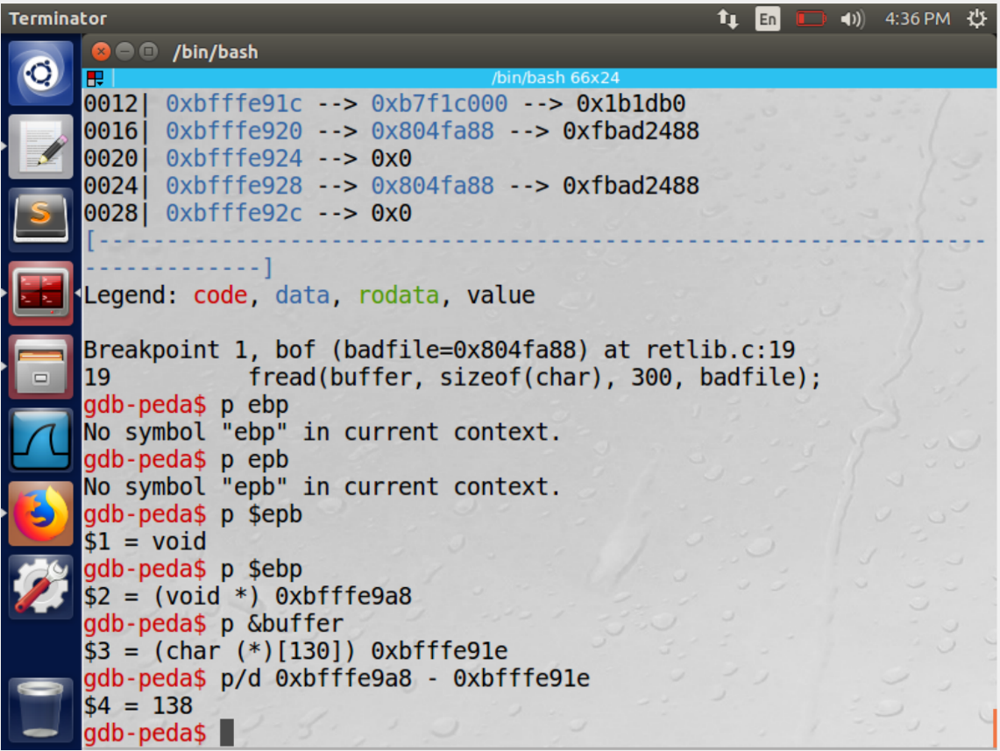 Terminator En 4:36 PM
/bin/bash
/bin/bash 66x24
0012| 0xbfffe91c --> 0xb7f1c000 --> 0x1b1db0
0016| 0xbfffe920 --> 0x804fa88 --> 0xfbad2488
0020| 0xbfffe924 --> 0x0
0024| 0xbfffe928 --> 0x804fa88 --> 0xfbad2488
0028| 0xbfffe92c --> 0x0
[-----------------------------------------------------------------
-------------]
Legend: code, data, rodata, value
Breakpoint 1, bof (badfile=0x804fa88) at retlib.c:19
19 fread(buffer, sizeof(char), 300, badfile);
gdb-peda$ p ebp
No symbol "ebp" in current context.
gdb-peda$ p epb
No symbol "epb" in current context.
gdb-peda$ p $epb
$1 = void
gdb-peda$ p $ebp
$2 = (void *) 0xbfffe9a8
gdb-peda$ p &buffer
$3 = (char (*)[130]) 0xbfffe91e
gdb-peda$ p/d 0xbfffe9a8 - 0xbfffe91e
$4 = 138
gdb-peda$